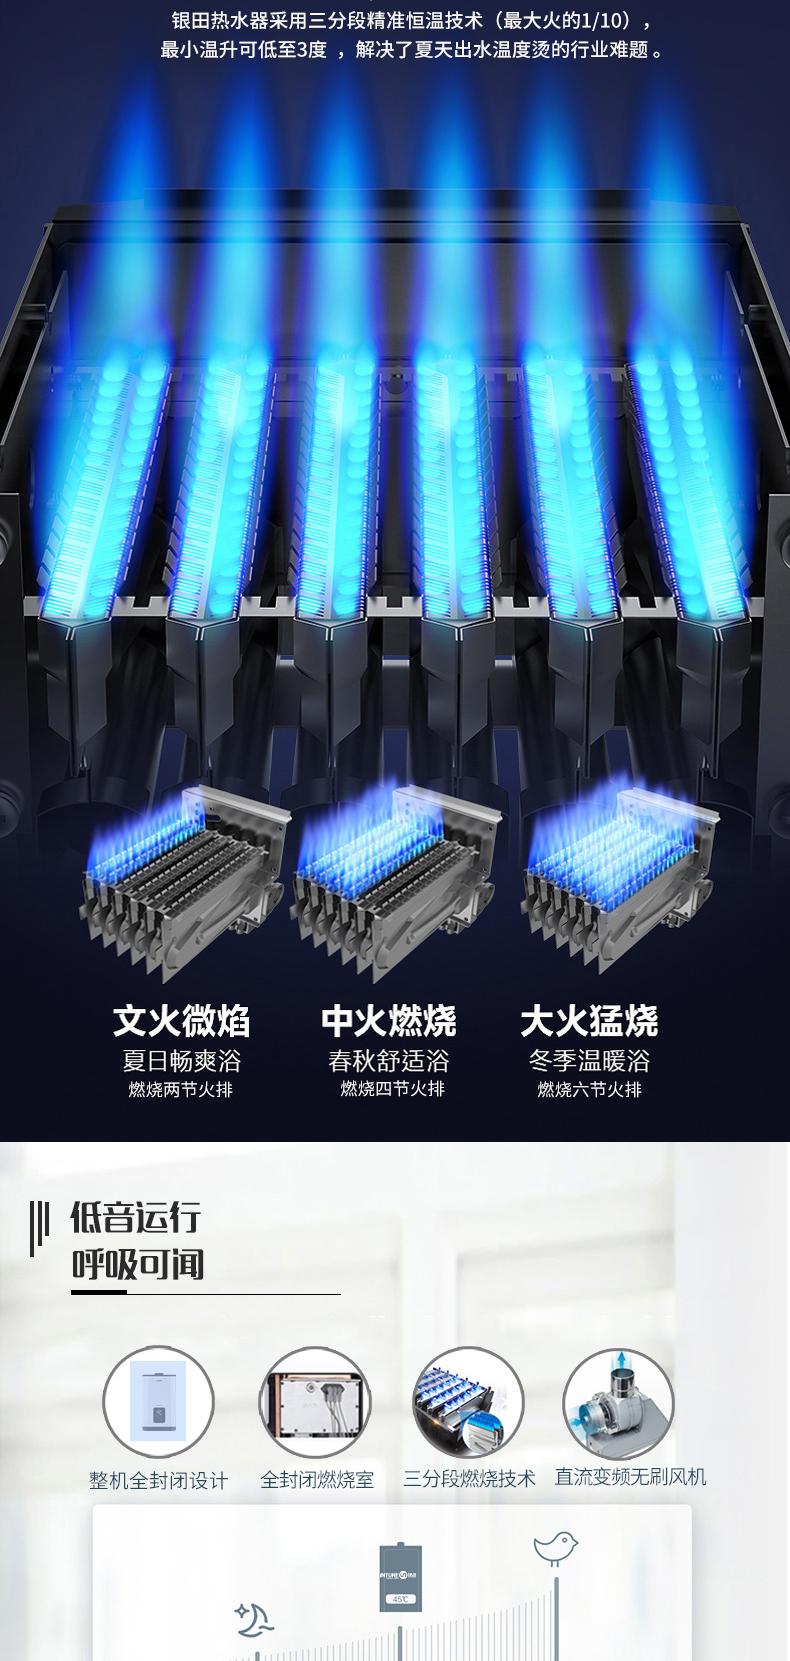 银田热水器采用三分段精准恒温技术（最大火的1/10），
最小温升可低至3度 ，解决了夏天出水温度烫的行业难题 。
文火微焰
中火燃烧
大火猛烧
夏日畅爽浴
春秋舒适浴
冬季温暖浴
燃烧两节火排
燃烧四节火排
燃烧六节火排
低音运行
呼吸可闻
整机全封闭设计
全封闭燃烧室
三分段燃烧技术
直流变频无刷风机
45℃